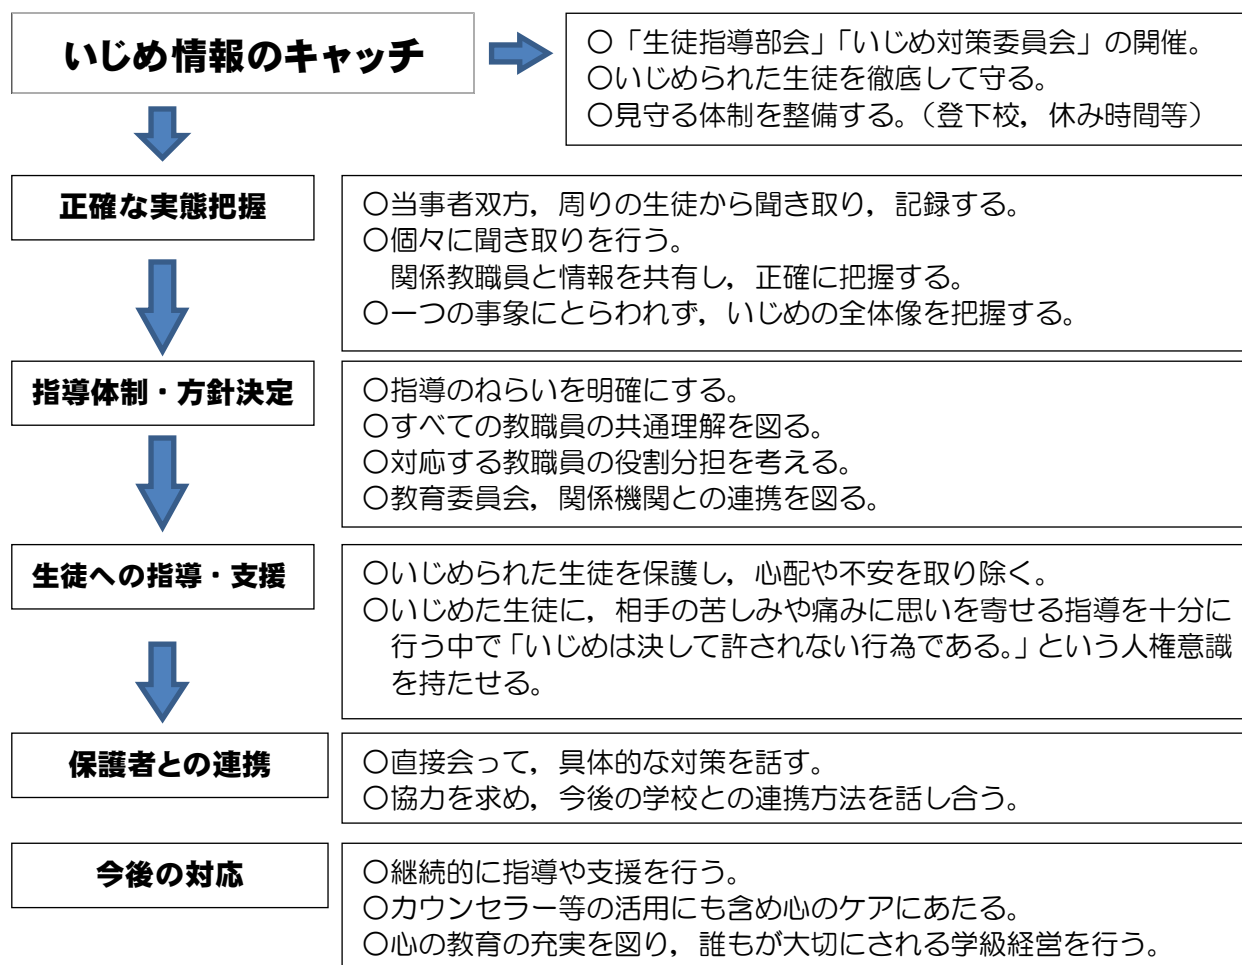 いじめ情報のキャッチ
〇「生徒指導部会」「いじめ対策委員会」の開催。
〇いじめられた生徒を徹底して守る。
〇見守る体制を整備する。（登下校，休み時間等）
正確な実態把握
〇当事者双方，周りの生徒から聞き取り，記録する。
〇個々に聞き取りを行う。
関係教職員と情報を共有し，正確に把握する。
〇一つの事象にとらわれず，いじめの全体像を把握する。
指導体制・方針決定
〇指導のねらいを明確にする。
〇すべての教職員の共通理解を図る。
〇対応する教職員の役割分担を考える。
〇教育委員会，関係機関との連携を図る。
生徒への指導・支援
〇いじめられた生徒を保護し，心配や不安を取り除く。
〇いじめた生徒に，相手の苦しみや痛みに思いを寄せる指導を十分に
行う中で「いじめは決して許されない行為である。」という人権意識
を持たせる。
保護者との連携
〇直接会って，具体的な対策を話す。
〇協力を求め，今後の学校との連携方法を話し合う。
今後の対応
〇継続的に指導や支援を行う。
〇カウンセラー等の活用にも含め心のケアにあたる。
〇心の教育の充実を図り，誰もが大切にされる学級経営を行う。